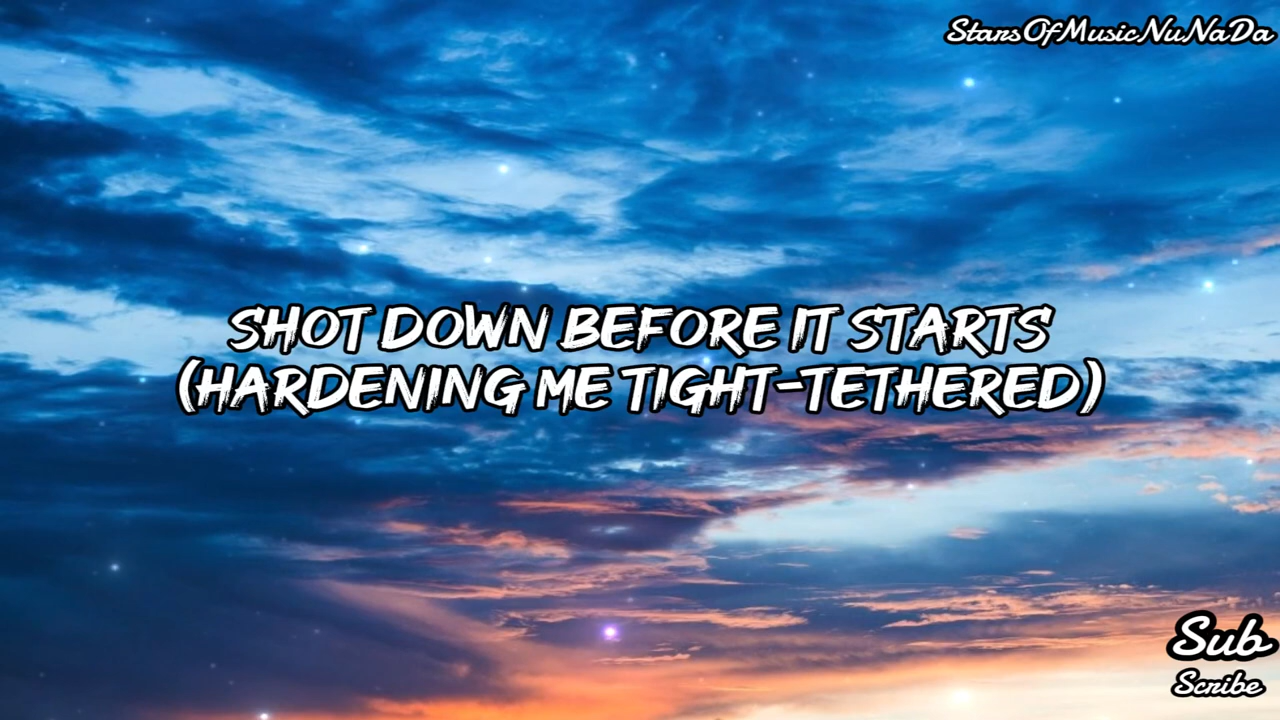 StarsOfMusicNuNaDa
SHOT DOWN BEFORE IT STARTS
(HARDENING ME TIGHT-TETHERED)
Sub
Scribe